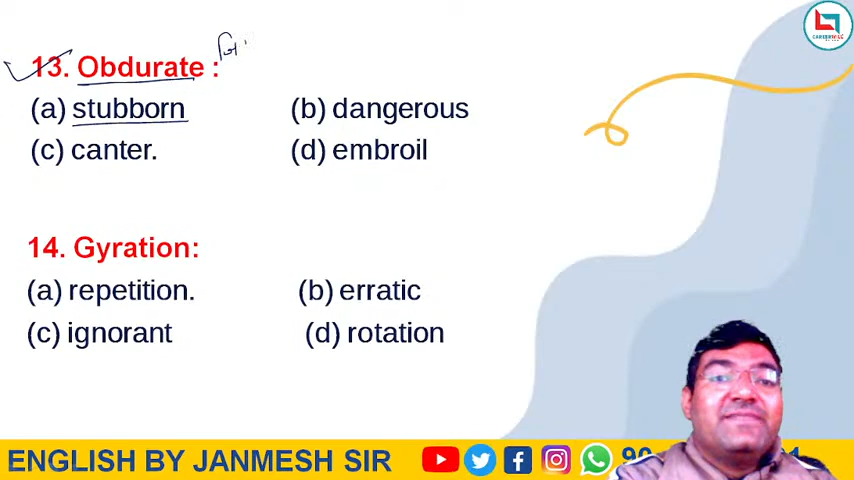 13. Obdurate :
(a) stubborn (b) dangerous
(c) canter. (d) embroil
14. Gyration:
(a) repetition. (b) erratic
(c) ignorant (d) rotation
ENGLISH BY JANMESH SIR